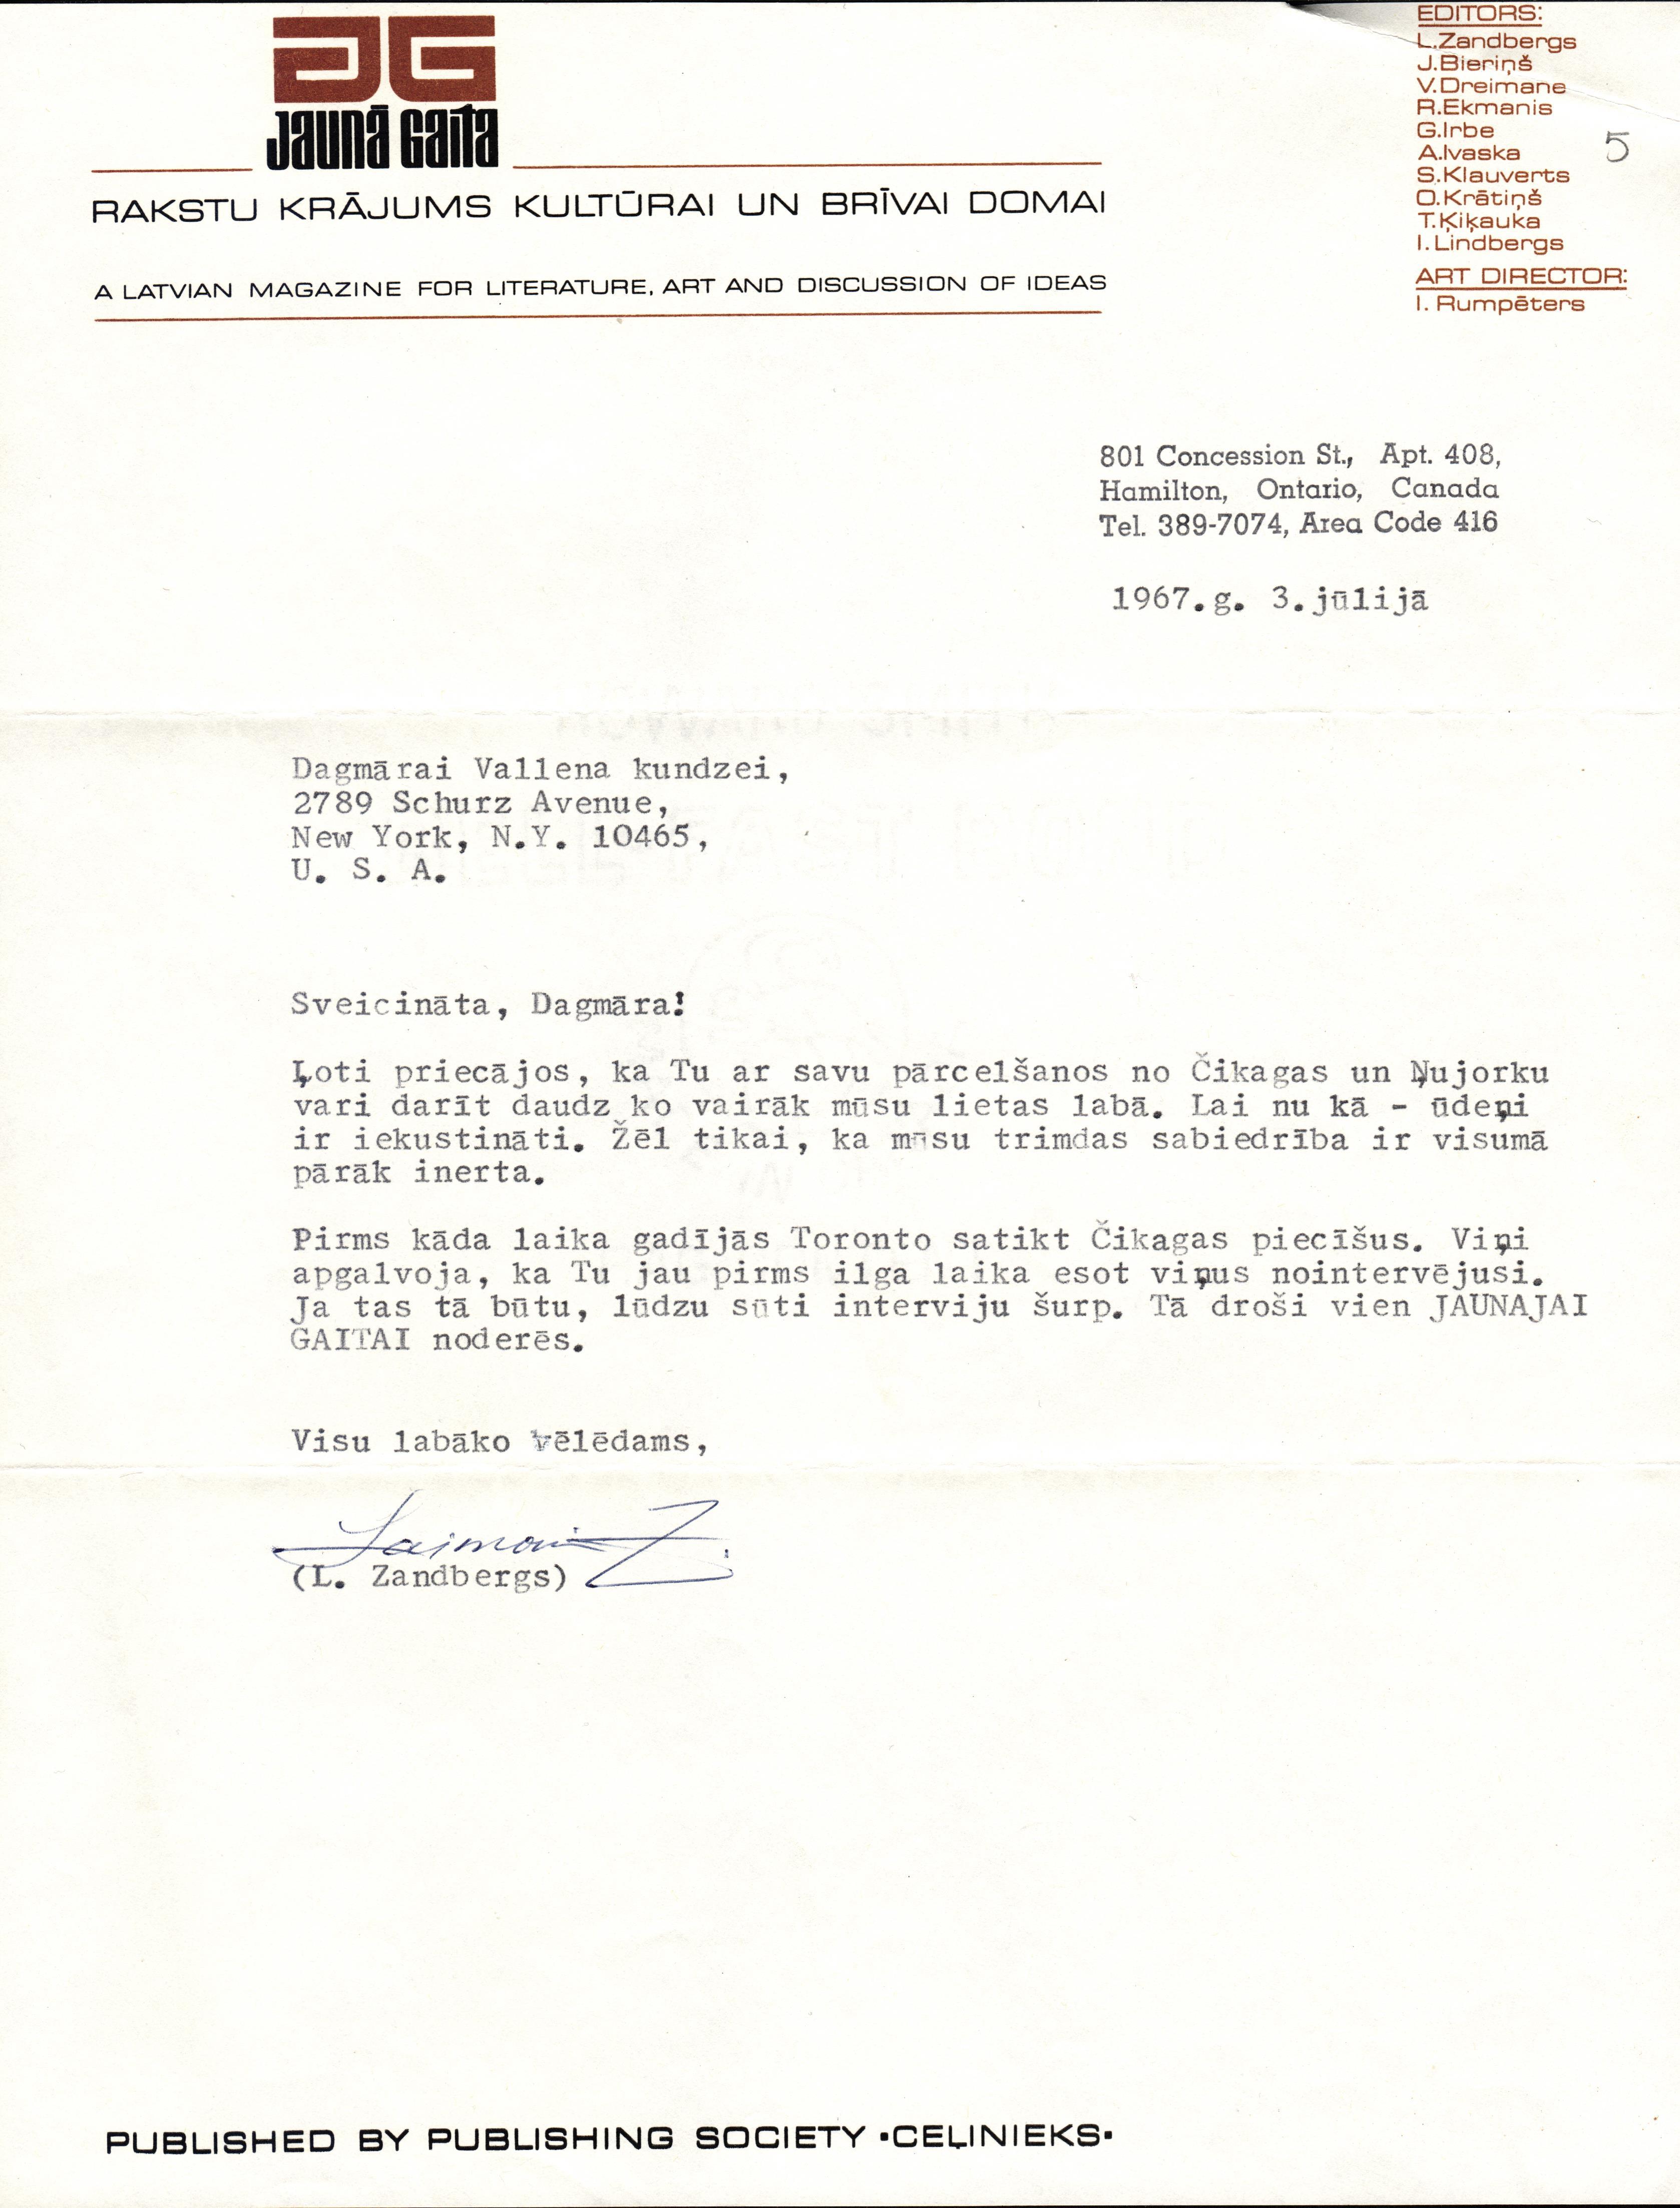 JG
Jaunā Gaita
RAKSTU KRĀJUMS KULTŪRAI UN BRĪVAI DOMAI
A LATVIAN MAGAZINE FOR LITERATURE, ART AND DISCUSSION OF IDEAS
EDITORS:
L.Zandbergs
J.Bieriņš
V.Dreimane
R.Ekmanis
G.Irbe
A.Ivaska
S.Klauverts
O.Krātiņš
T.Ķiķauka
I.Lindbergs
ART DIRECTOR:
I. Rumpēters
5
801 Concession St., Apt. 408,
Hamilton, Ontario, Canada
Tel. 389-7074, Area Code 416
1967.g. 3.jūlijā
Dagmārai Vallena kundzei,
2789 Schurz Avenue,
New York, N.Y. 10465,
U. S. A.
Sveicināta, Dagmāra!
Ļoti priecājos, ka Tu ar savu pārcelšanos no Čikagas un Ņujorku
vari darīt daudz ko vairāk mūsu lietas labā. Lai nu kā - ūdeņi
ir iekustināti. Žēl tikai, ka mūsu trimdas sabiedrība ir visumā
pārāk inerta.
Pirms kāda laika gadījās Toronto satikt Čikagas piecīšus. Viņi
apgalvoja, ka Tu jau pirms ilga laika esot viņus nointervējusi.
Ja tas tā būtu, lūdzu sūti interviju šurp. Tā droši vien JAUNAJAI
GAITAI noderēs.
Visu labāko vēlēdams,
Laimonis Z
(L. Zandbergs)
PUBLISHED BY PUBLISHING SOCIETY •CEĻINIEKS•